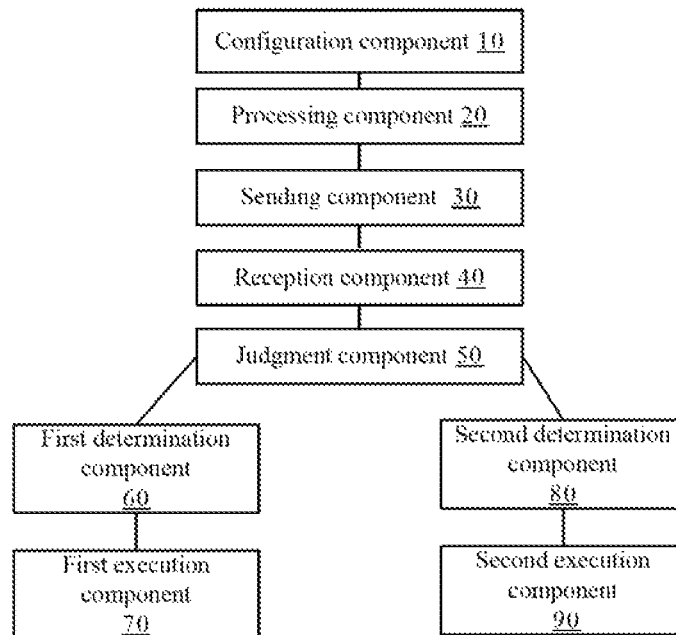 Configuration component 10
Processing component 20
Sending component 30
Reception component 40
Judgment component 50
First determination
component
60
First execution
component
70
Second determination
component
80
Second execution
component
90